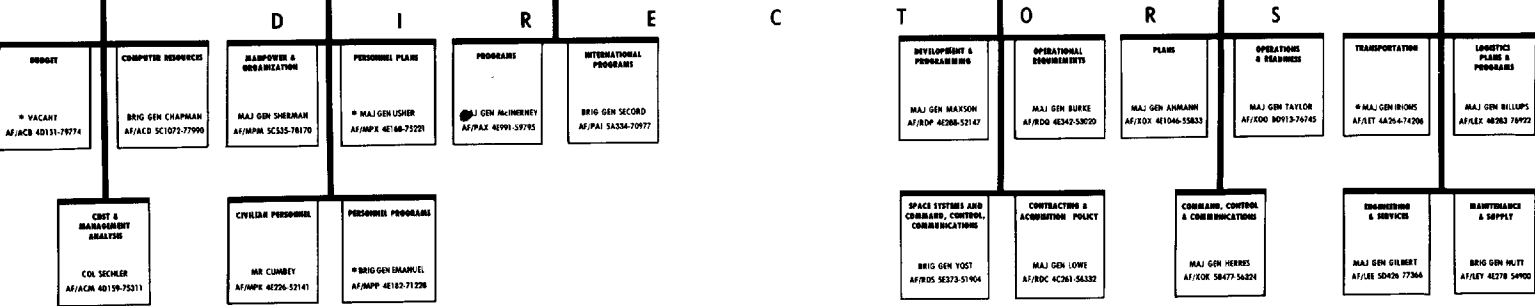 D I R E C T O R S
BUDGET
* VACANT
AF/ACB 4D131-79774
COMPUTER RESOURCES
BRIG GEN CHAPMAN
AF/ACD 5C1072-77990
MANPOWER &
ORGANIZATION
MAJ GEN SHERMAN
AF/MPM 5C535-78170
PERSONNEL PLANS
* MAJ GEN USHER
AF/MPX 4E168-75221
PROGRAMS
MAJ GEN McINERNEY
AF/PAX 4E991-59795
INTERNATIONAL
PROGRAMS
BRIG GEN SECORD
AF/PAI 5A334-70977
DEVELOPMENT &
PROGRAMMING
MAJ GEN MAXSON
AF/RDP 4E288-52147
OPERATIONAL
REQUIREMENTS
MAJ GEN BURKE
AF/RDQ 4E342-53020
PLANS
MAJ GEN AHMANN
AF/XOX 4E1046-55833
OPERATIONS
& READINESS
MAJ GEN TAYLOR
AF/XOO BD913-76745
TRANSPORTATION
* MAJ GEN IRIONS
AF/LET 4A264-74206
LOGISTICS
PLANS &
PROGRAMS
MAJ GEN BILLUPS
AF/LEX 4B283 76922
COST &
MANAGEMENT
ANALYSIS
COL SECHLER
AF/ACM 4D159-75311
CIVILIAN PERSONNEL
MR CUMBEY
AF/MPK 4E226-52141
PERSONNEL PROGRAMS
* BRIG GEN EMANUEL
AF/MPP 4E182-71228
SPACE SYSTEMS AND
COMMAND, CONTROL,
COMMUNICATIONS
BRIG GEN YOST
AF/RDS 5E373-51904
CONTRACTING &
ACQUISITION POLICY
MAJ GEN LOWE
AF/RDC 4C261-56332
COMMAND, CONTROL
& COMMUNICATIONS
MAJ GEN HERRES
AF/XOK 5B477-56324
ENGINEERING
& SERVICES
MAJ GEN GILBERT
AF/LEE 5D426 77366
MAINTENANCE
& SUPPLY
BRIG GEN NUTT
AF/LEY 4E278 54900